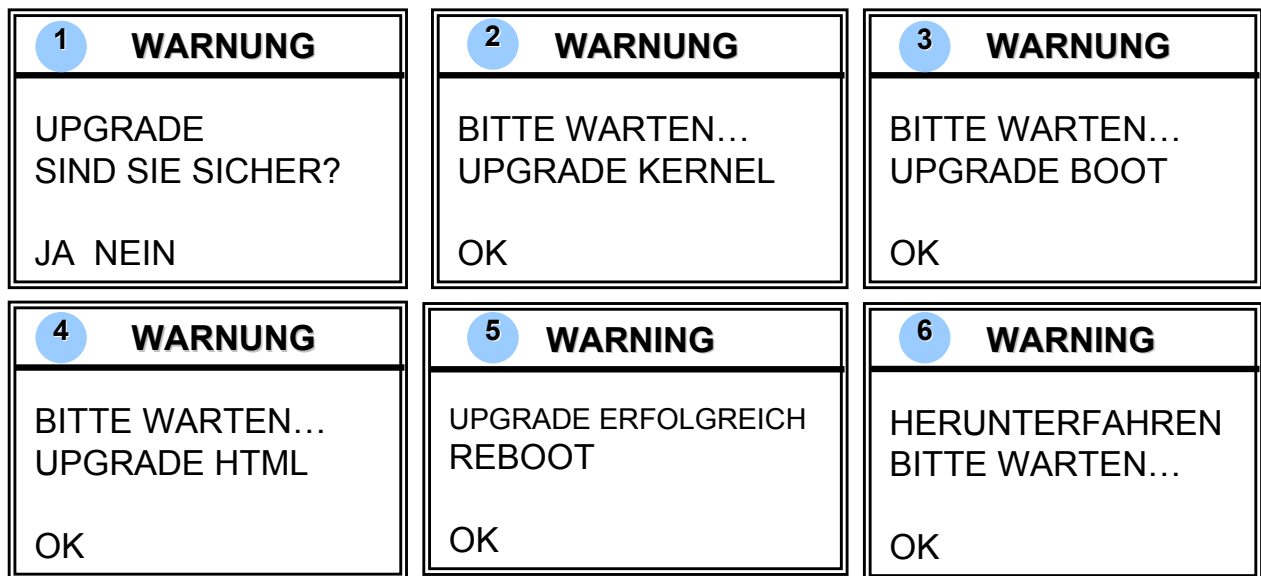 1 WARNUNG
UPGRADE
SIND SIE SICHER?
JA NEIN
2 WARNUNG
BITTE WARTEN…
UPGRADE KERNEL
OK
3 WARNUNG
BITTE WARTEN…
UPGRADE BOOT
OK
4 WARNUNG
BITTE WARTEN…
UPGRADE HTML
OK
5 WARNING
UPGRADE ERFOLGREICH
REBOOT
OK
6 WARNING
HERUNTERFAHREN
BITTE WARTEN…
OK